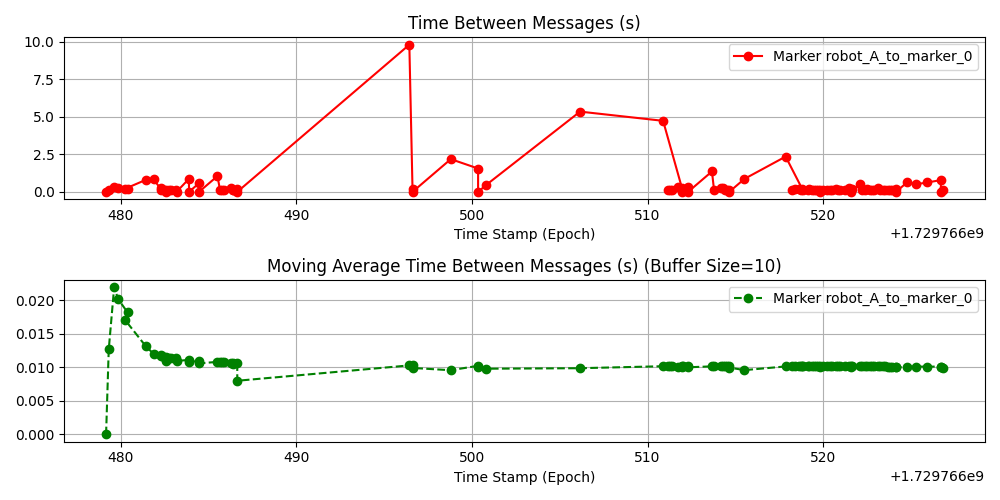 Time Between Messages (s)
10.0
7.5
5.0
2.5
0.0
Marker robot_A_to_marker_0
480
490
500
510
520
Time Stamp (Epoch)
+1.729766e9
Moving Average Time Between Messages (s) (Buffer Size=10)
0.020
0.015
0.010
0.005
0.000
Marker robot_A_to_marker_0
480
490
500
510
520
Time Stamp (Epoch)
+1.729766e9